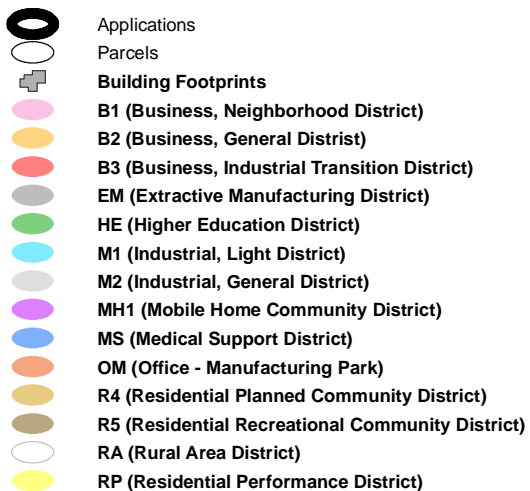 Applications
Parcels
Building Footprints
B1 (Business, Neighborhood District)
B2 (Business, General Distrist)
B3 (Business, Industrial Transition District)
EM (Extractive Manufacturing District)
HE (Higher Education District)
M1 (Industrial, Light District)
M2 (Industrial, General District)
MH1 (Mobile Home Community District)
MS (Medical Support District)
OM (Office - Manufacturing Park)
R4 (Residential Planned Community District)
R5 (Residential Recreational Community District)
RA (Rural Area District)
RP (Residential Performance District)